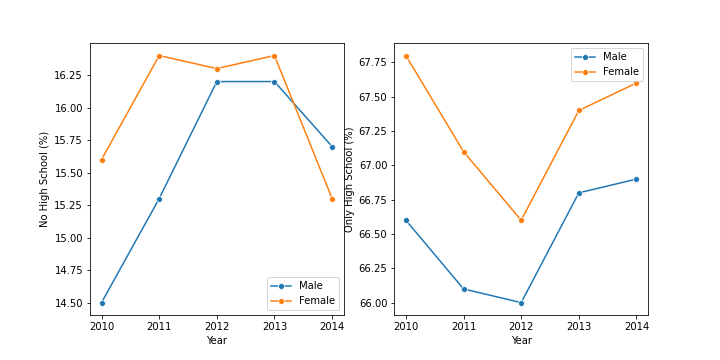 No High School (%)
16.25
16.00
15.75
15.50
15.25
15.00
14.75
14.50
2010 2011 2012 2013 2014
Year
Male
Female
Only High School (%)
67.75
67.50
67.25
67.00
66.75
66.50
66.25
66.00
2010 2011 2012 2013 2014
Year
Male
Female